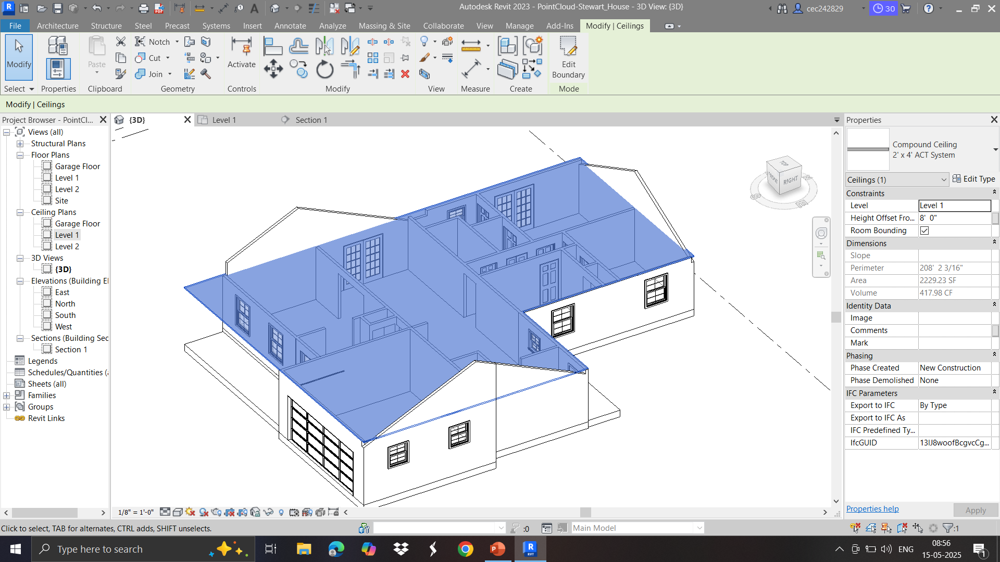 Autodesk Revit 2023 - PointCloud-Stewart_House - 3D View: {3D}
cec242829
30
File Architecture Structure Steel Precast Systems Insert Annotate Analyze Massing & Site Collaborate View Manage Add-Ins Modify | Ceilings
Modify
Paste
Notch
Cut
Join
Activate
Edit
Boundary
Select Properties Clipboard Geometry Controls Modify View Measure Create Mode
Modify | Ceilings
Project Browser - PointCl...
Views (all)
Structural Plans
Floor Plans
Garage Floor
Level 1
Level 2
Site
Ceiling Plans
Garage Floor
Level 1
Level 2
3D Views
{3D}
Elevations (Building El
East
North
South
West
Sections (Building Sec
Section 1
Legends
Schedules/Quantities (a
Sheets (all)
Families
Groups
Revit Links
{3D}
Level 1
Section 1
TOP
FRONT
RIGHT
Properties
Compound Ceiling
2' x 4' ACT System
Ceilings (1)
Edit Type
Constraints
Level Level 1
Height Offset Fro... 8' 0"
Room Bounding
Dimensions
Slope
Perimeter 208' 2 3/16"
Area 2229.23 SF
Volume 417.98 CF
Identity Data
Image
Comments
Mark
Phasing
Phase Created New Construction
Phase Demolished None
IFC Parameters
Export to IFC By Type
Export to IFC As
IFC Predefined Ty...
IfcGUID 13IJ8woofBcgvcCg...
Properties help
Apply
1/8" = 1'-0"
Click to select, TAB for alternates, CTRL adds, SHIFT unselects.
:0
Main Model
:1
Type here to search
ENG
08:56
15-05-2025
1